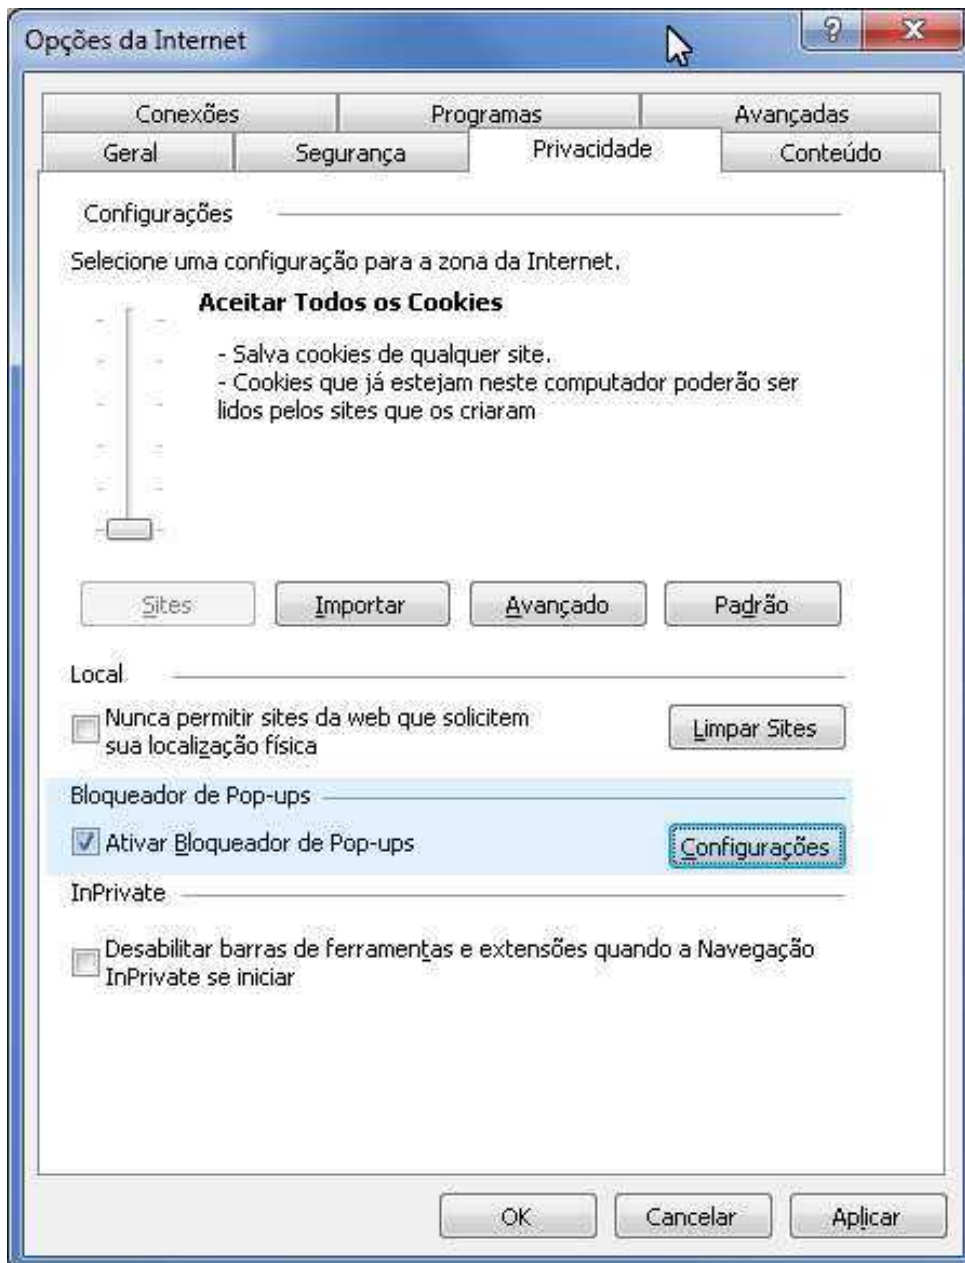 Opções da Internet
Conexões
Programas
Avançadas
Geral
Segurança
Privacidade
Conteúdo
Configurações
Selecione uma configuração para a zona da Internet.
Aceitar Todos os Cookies
- Salva cookies de qualquer site.
- Cookies que já estejam neste computador poderão ser
lidos pelos sites que os criaram
Sites
Importar
Avançado
Padrão
Local
Nunca permitir sites da web que solicitem
sua localização física
Limpar Sites
Bloqueador de Pop-ups
Ativar Bloqueador de Pop-ups
Configurações
InPrivate
Desabilitar barras de ferramentas e extensões quando a Navegação
InPrivate se iniciar
OK
Cancelar
Aplicar